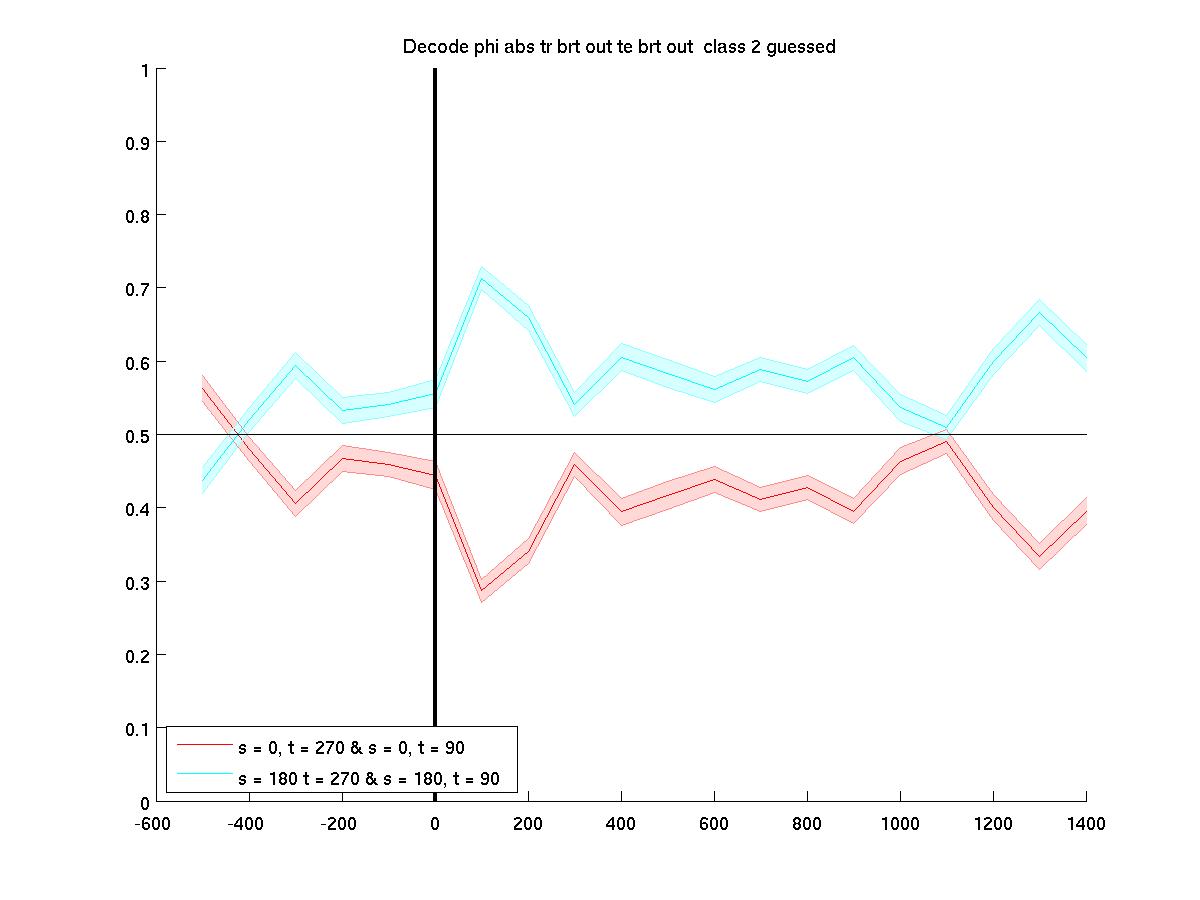 Decode phi abs tr brt out te brt out  class 2 guessed
1
0.9
0.8
0.7
0.6
0.5
0.4
0.3
0.2
0.1
0
s = 0, t = 270 & s = 0, t = 90
s = 180 t = 270 & s = 180, t = 90
-600 -400 -200 0 200 400 600 800 1000 1200 1400